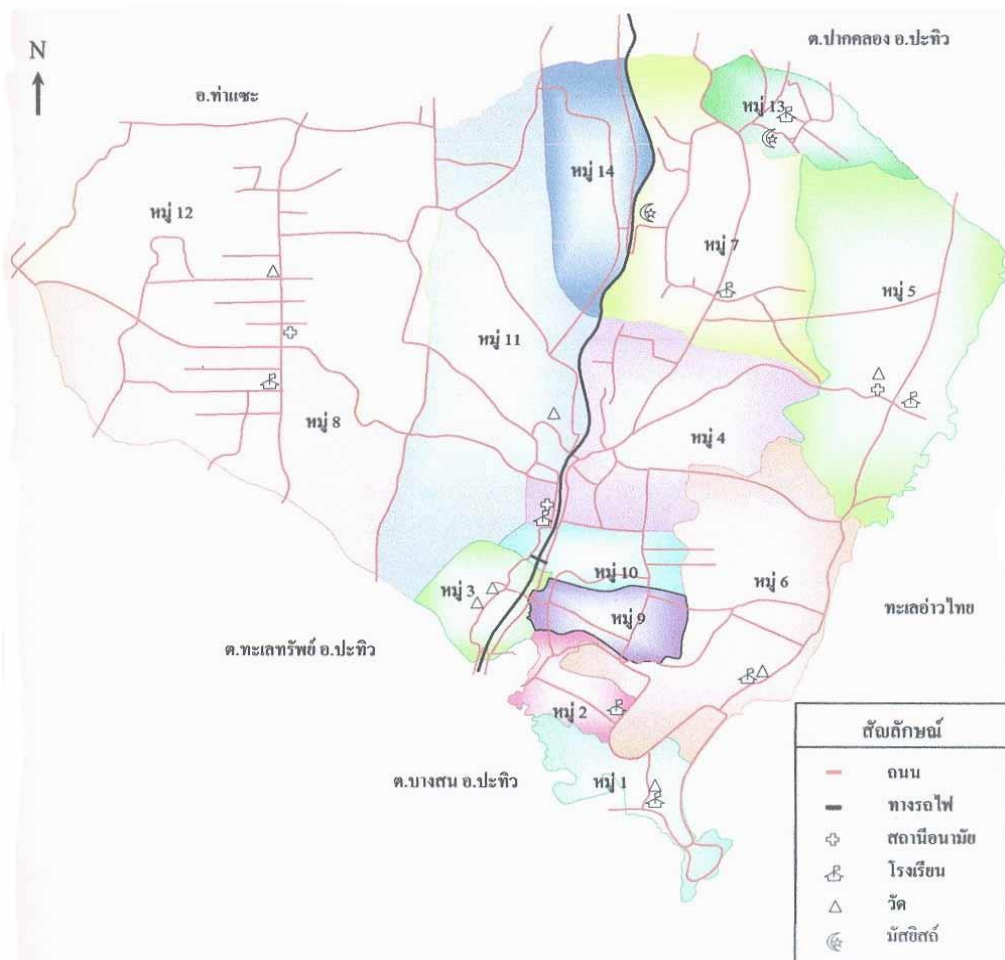 ต.ปากคลอง อ.ปะทิว
N
อ.ท่าแซะ
หมู่ 13
หมู่ 14
หมู่ 12
หมู่ 7
หมู่ 5
หมู่ 11
หมู่ 8
หมู่ 4
หมู่ 10
หมู่ 6
หมู่ 3
ทะเลอ่าวไทย
หมู่ 9
ต.ทะเลทรัพย์ อ.ปะทิว
หมู่ 2
สัญลักษณ์
หมู่ 1
ต.บางสน อ.ปะทิว
ถนน
ทางรถไฟ
สถานีอนามัย
โรงเรียน
วัด
มัสยิสถ์